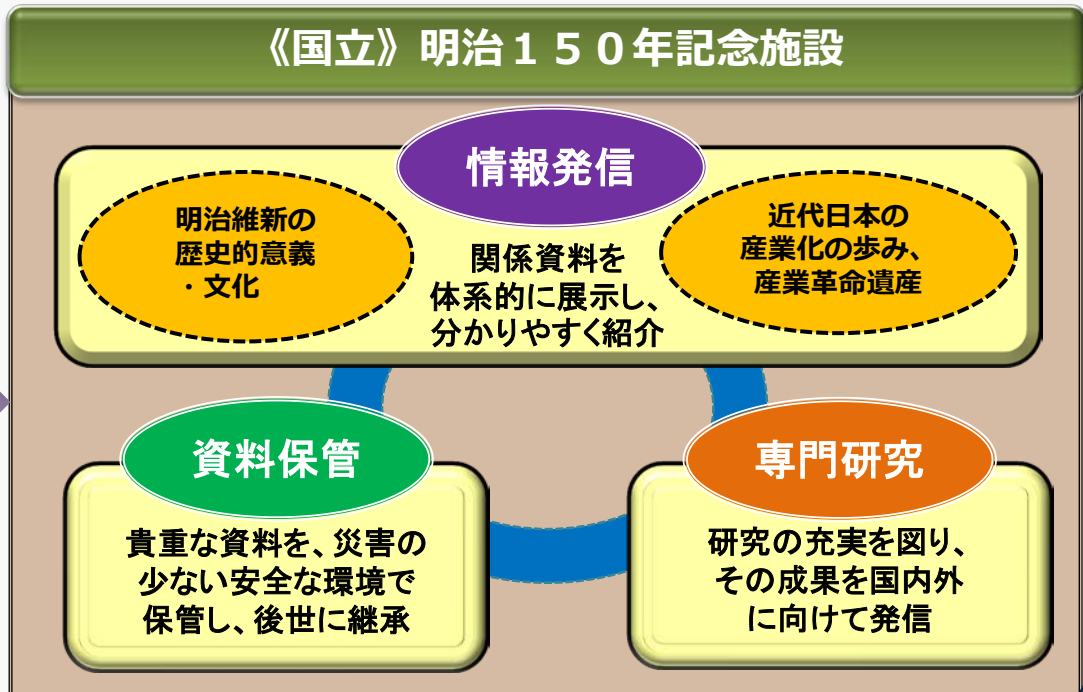 《国立》明治１５０年記念施設
情報発信
明治維新の
歴史的意義
・文化
関係資料を
体系的に展示し、
分かりやすく紹介
近代日本の
産業化の歩み、
産業革命遺産
資料保管
貴重な資料を、災害の
少ない安全な環境で
保管し、後世に継承
専門研究
研究の充実を図り、
その成果を国内外
に向けて発信